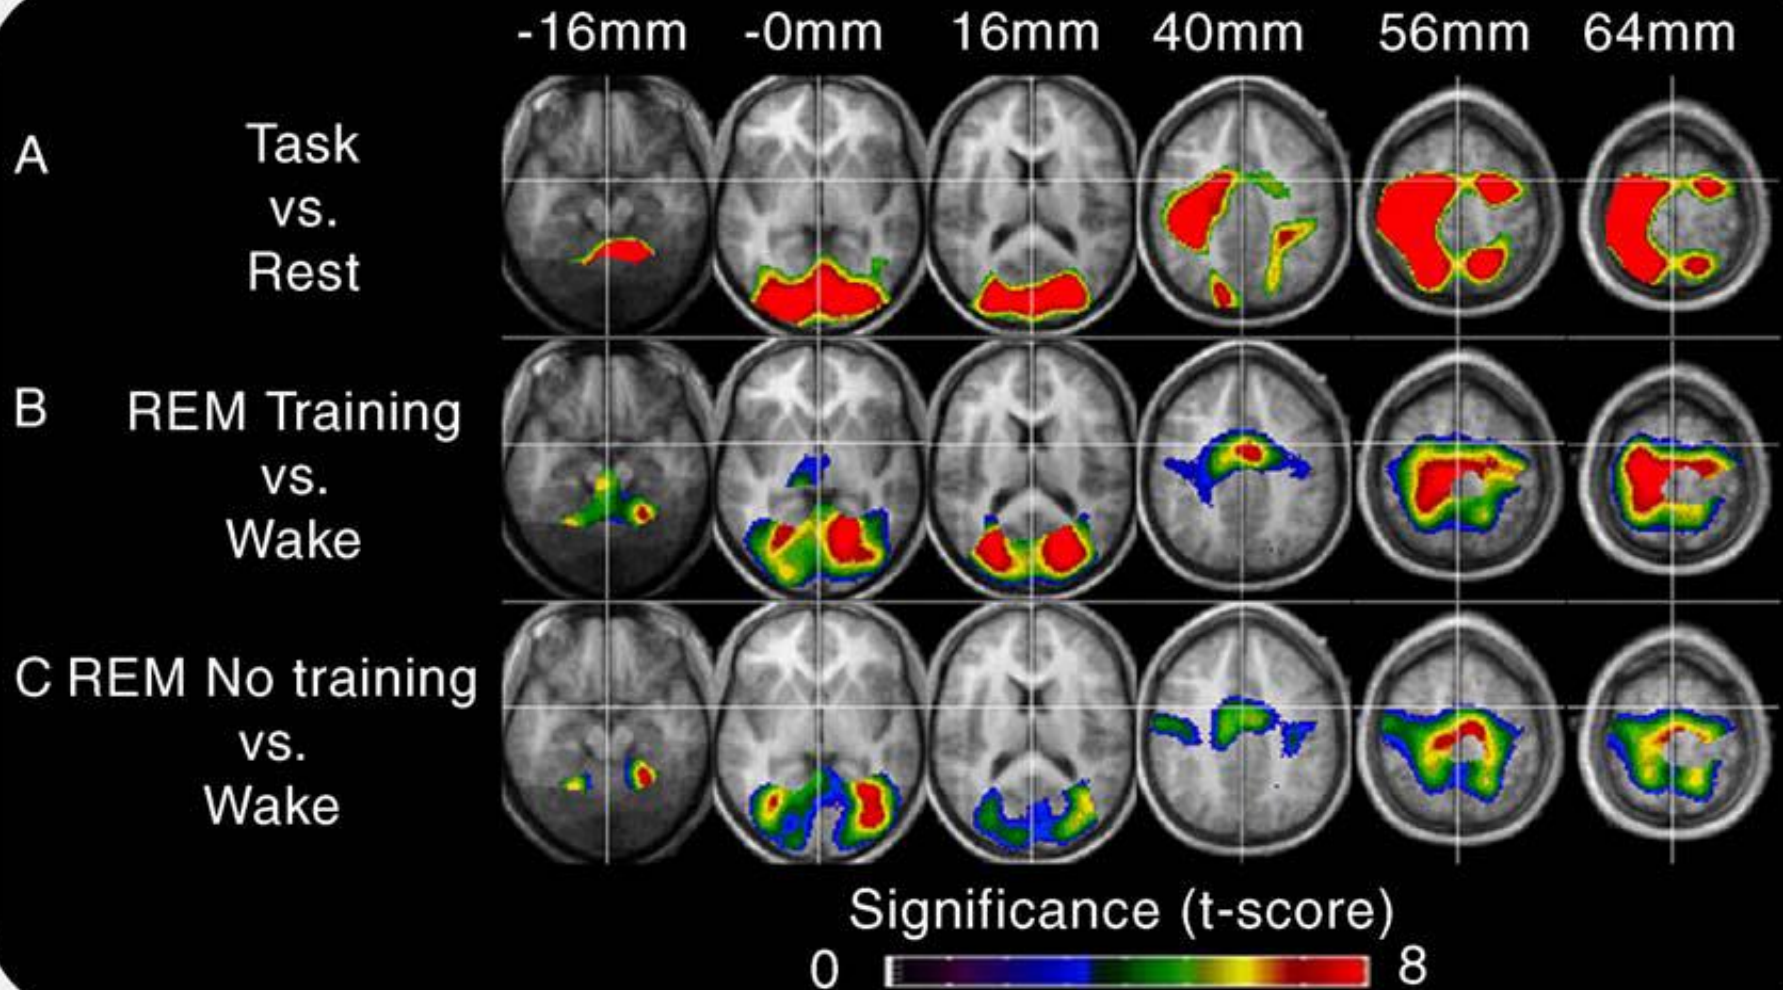 -16mm -0mm 16mm 40mm 56mm 64mm
A Task
vs.
Rest
B REM Training
vs.
Wake
C REM No training
vs.
Wake
Significance (t-score)
0 8